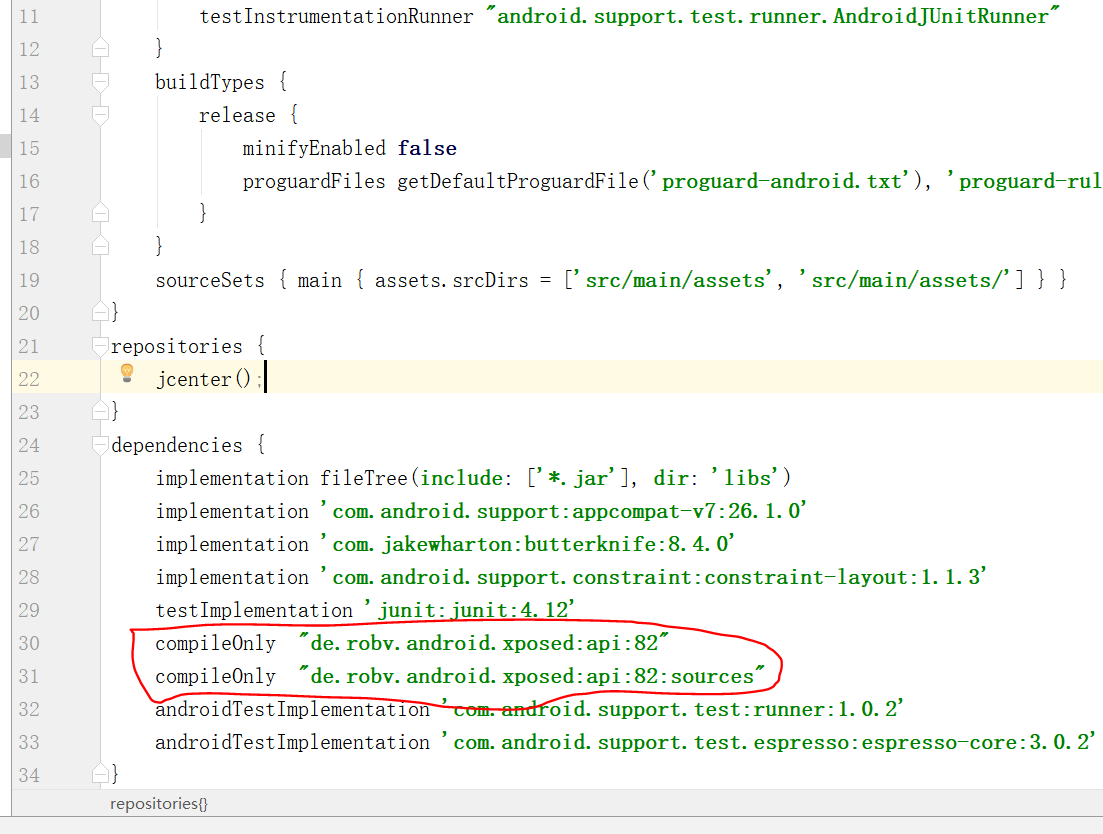 11 testInstrumentationRunner "android.support.test.runner.AndroidJUnitRunner"
12 }
13 buildTypes {
14 release {
15 minifyEnabled false
16 proguardFiles getDefaultProguardFile('proguard-android.txt'), 'proguard-rul
17 }
18 }
19 sourceSets { main { assets.srcDirs = ['src/main/assets', 'src/main/assets/'] } }
20 }
21 repositories {
22 jcenter();
23 }
24 dependencies {
25 implementation fileTree(include: ['*.jar'], dir: 'libs')
26 implementation 'com.android.support:appcompat-v7:26.1.0'
27 implementation 'com.jakewharton:butterknife:8.4.0'
28 implementation 'com.android.support.constraint:constraint-layout:1.1.3'
29 testImplementation 'junit:junit:4.12'
30 compileOnly "de.robv.android.xposed:api:82"
31 compileOnly "de.robv.android.xposed:api:82:sources"
32 androidTestImplementation 'com.android.support.test:runner:1.0.2'
33 androidTestImplementation 'com.android.support.test.espresso:espresso-core:3.0.2'
34 }
repositories{}